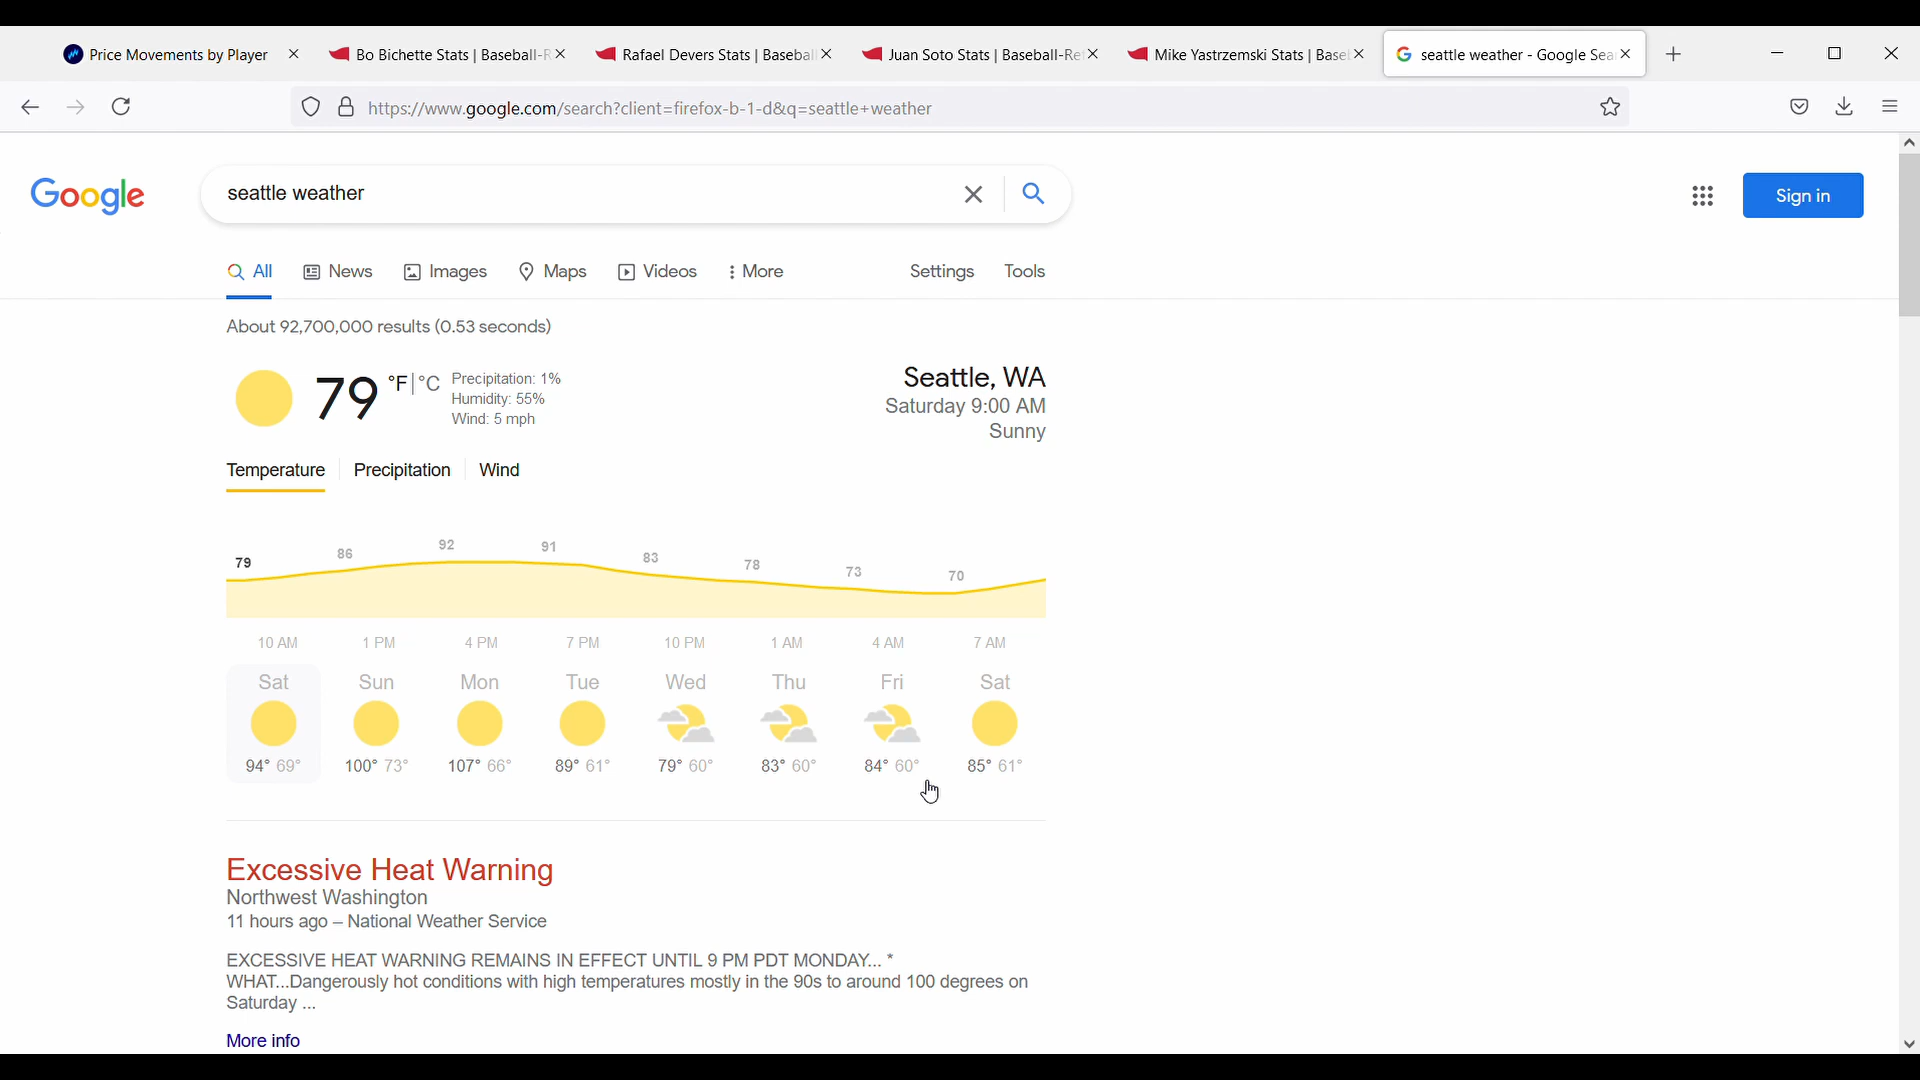 Price Movements by Player
Bo Bichette Stats | Baseball-R
Rafael Devers Stats | Baseball
Juan Soto Stats | Baseball-Re
Mike Yastrzemski Stats | Base
seattle weather - Google Sea
https://www.google.com/search?client=firefox-b-1-d&q=seattle+weather
Google
seattle weather
Sign in
All News Images Maps Videos More Settings Tools
About 92,700,000 results (0.53 seconds)
79 °F | °C
Precipitation: 1%
Humidity: 55%
Wind: 5 mph
Seattle, WA
Saturday 9:00 AM
Sunny
Temperature Precipitation Wind
79 86 92 91 83 78 73 70
10 AM 1 PM 4 PM 7 PM 10 PM 1 AM 4 AM 7 AM
Sat Sun Mon Tue Wed Thu Fri Sat
94° 69° 100° 73° 107° 66° 89° 61° 79° 60° 83° 60° 84° 60° 85° 61°
Excessive Heat Warning
Northwest Washington
11 hours ago – National Weather Service
EXCESSIVE HEAT WARNING REMAINS IN EFFECT UNTIL 9 PM PDT MONDAY... *
WHAT...Dangerously hot conditions with high temperatures mostly in the 90s to around 100 degrees on
Saturday ...
More info